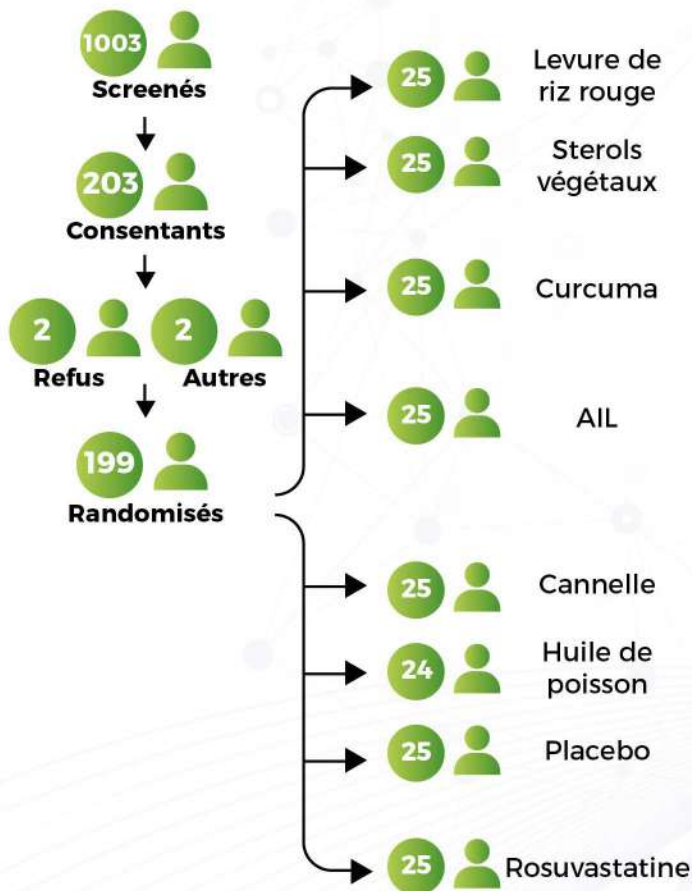 1003
Screenés
203
Consentants
2
Refus
2
Autres
199
Randomisés
25
Levure de
riz rouge
25
Sterols
végétaux
25
Curcuma
25
AIL
25
Cannelle
24
Huile de
poisson
25
Placebo
25
Rosuvastatine